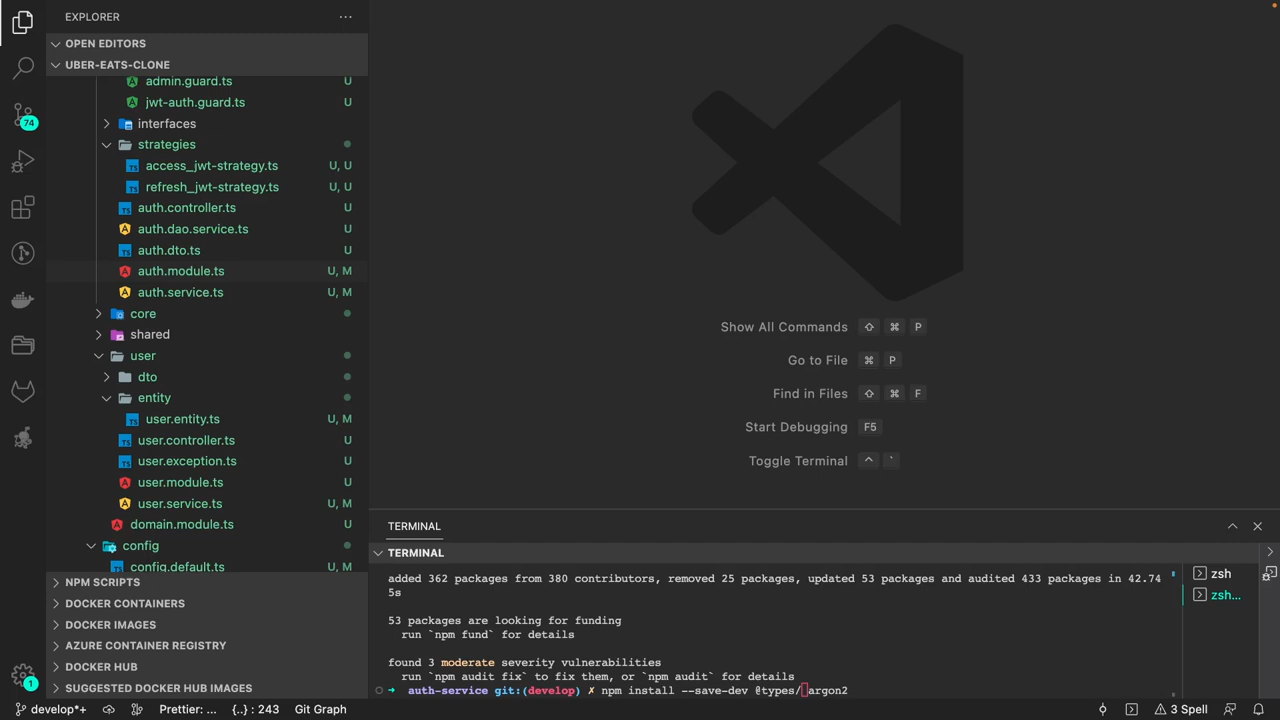 EXPLORER
OPEN EDITORS
UBER-EATS-CLONE
admin.guard.ts U
jwt-auth.guard.ts U
interfaces
strategies
access_jwt-strategy.ts U, U
refresh_jwt-strategy.ts U, U
auth.controller.ts U
auth.dao.service.ts U
auth.dto.ts U
auth.module.ts U, M
auth.service.ts U, M
core
shared
user
dto
entity
user.entity.ts U, M
user.controller.ts U
user.exception.ts U
user.module.ts U
user.service.ts U, M
domain.module.ts U
config
config.default.ts U, M
NPM SCRIPTS
DOCKER CONTAINERS
DOCKER IMAGES
AZURE CONTAINER REGISTRY
DOCKER HUB
SUGGESTED DOCKER HUB IMAGES
74
1
Show All Commands ⇧ ⌘ P
Go to File ⌘ P
Find in Files ⇧ ⌘ F
Start Debugging F5
Toggle Terminal ^ `
TERMINAL
TERMINAL
added 362 packages from 380 contributors, removed 25 packages, updated 53 packages and audited 433 packages in 42.74
5s
53 packages are looking for funding
run `npm fund` for details
found 3 moderate severity vulnerabilities
run `npm audit fix` to fix them, or `npm audit` for details
➜ auth-service git:(develop) ✗ npm install --save-dev @types/argon2
zsh
zsh...
develop*+ Prettier: ... {..} : 243 Git Graph 3 Spell